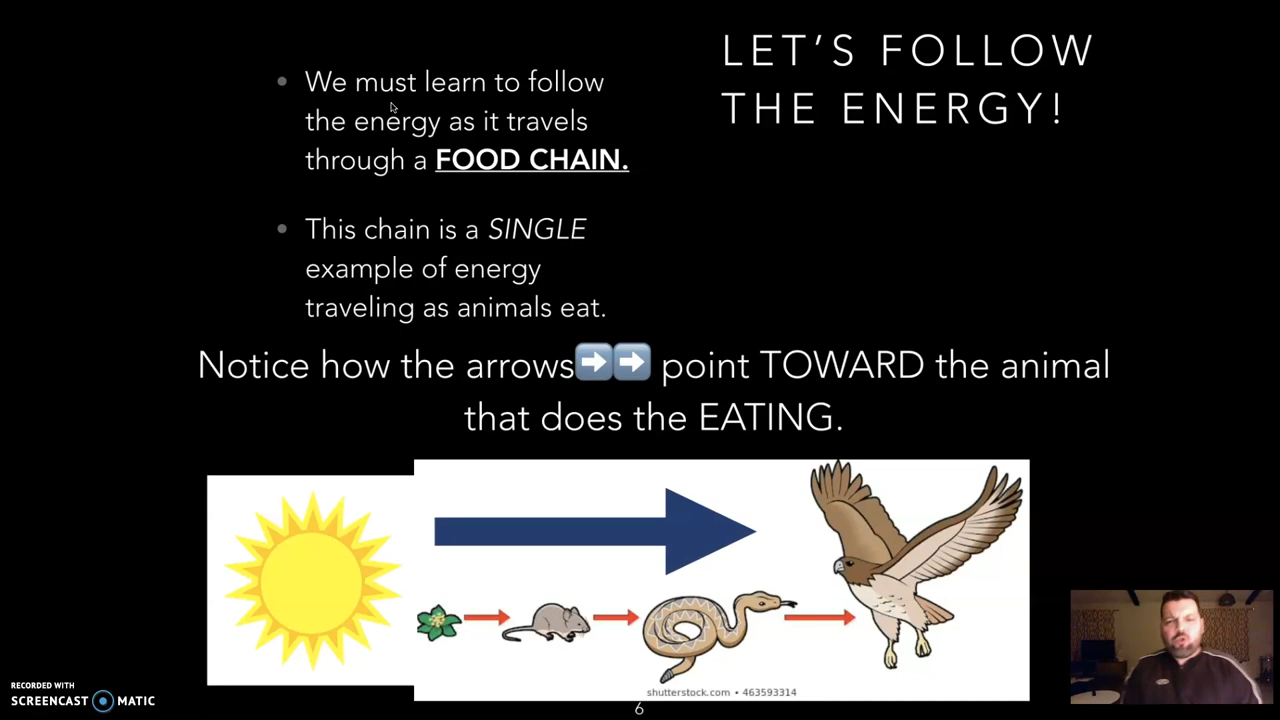 LET’S FOLLOW
THE ENERGY!
• We must learn to follow
the energy as it travels
through a FOOD CHAIN.
• This chain is a SINGLE
example of energy
traveling as animals eat.
Notice how the arrows➡️➡️ point TOWARD the animal
that does the EATING.
shutterstock.com • 463593314
6
RECORDED WITH
SCREENCAST MATIC